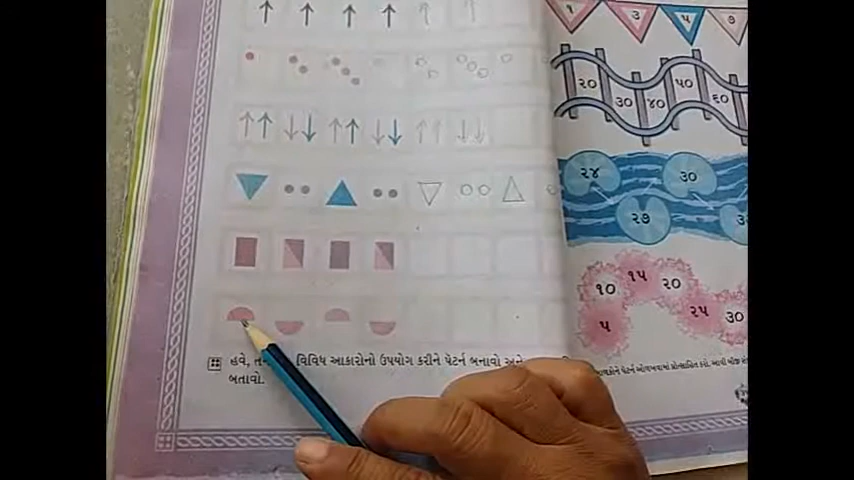 ૧ ૩ ૫ ૭
૨૦ ૩૦ ૪૦ ૫૦ ૬૦
૨૪ ૨૭ ૩૦
૫ ૧૦ ૧૫ ૨૦ ૨૫ ૩૦
હવે, વિવિધ આકારોનો ઉપયોગ કરીને પેટર્ન બનાવો અને
બતાવો.